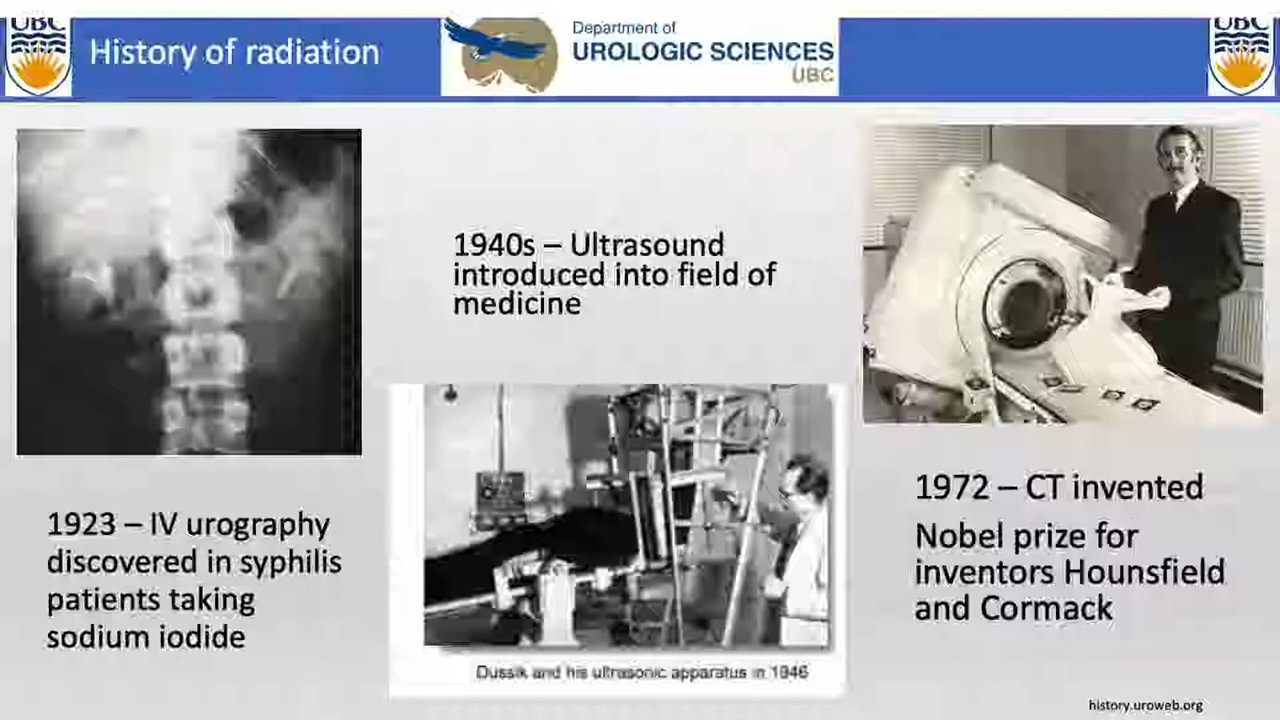 UBC
History of radiation
Department of
UROLOGIC SCIENCES
UBC
UBC
1940s – Ultrasound
introduced into field of
medicine
1923 – IV urography
discovered in syphilis
patients taking
sodium iodide
Dussik and his ultrasonic apparatus in 1946
1972 – CT invented
Nobel prize for
inventors Hounsfield
and Cormack
history.uroweb.org